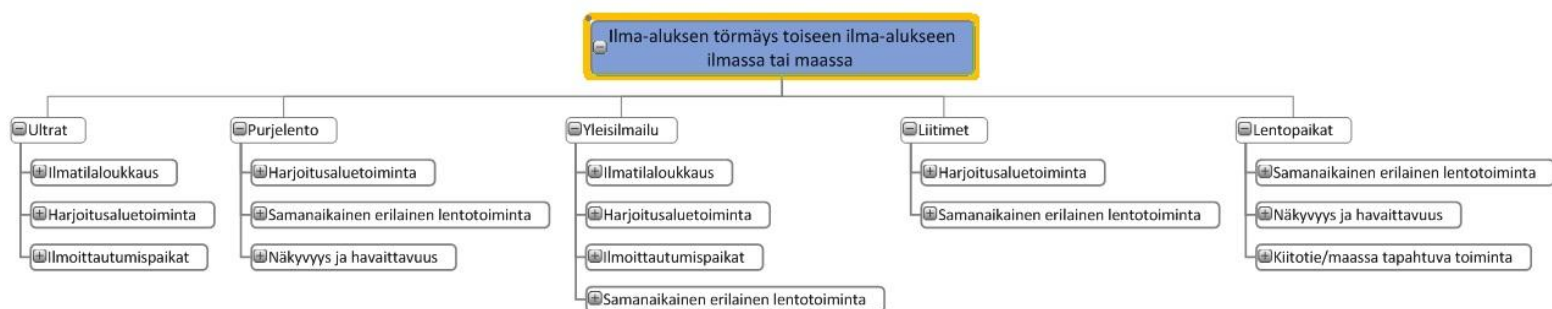 Ilma-aluksen törmäys toiseen ilma-alukseen
ilmassa tai maassa
Ultrat
Ilmatilaloukkaus
Harjoitusaluetoiminta
Ilmoittautumispaikat
Purjelento
Harjoitusaluetoiminta
Samanaikainen erilainen lentotoiminta
Näkyvyys ja havaittavuus
Yleisilmailu
Ilmatilaloukkaus
Harjoitusaluetoiminta
Ilmoittautumispaikat
Samanaikainen erilainen lentotoiminta
Liitimet
Harjoitusaluetoiminta
Samanaikainen erilainen lentotoiminta
Lentopaikat
Samanaikainen erilainen lentotoiminta
Näkyvyys ja havaittavuus
Kiitotie/maassa tapahtuva toiminta